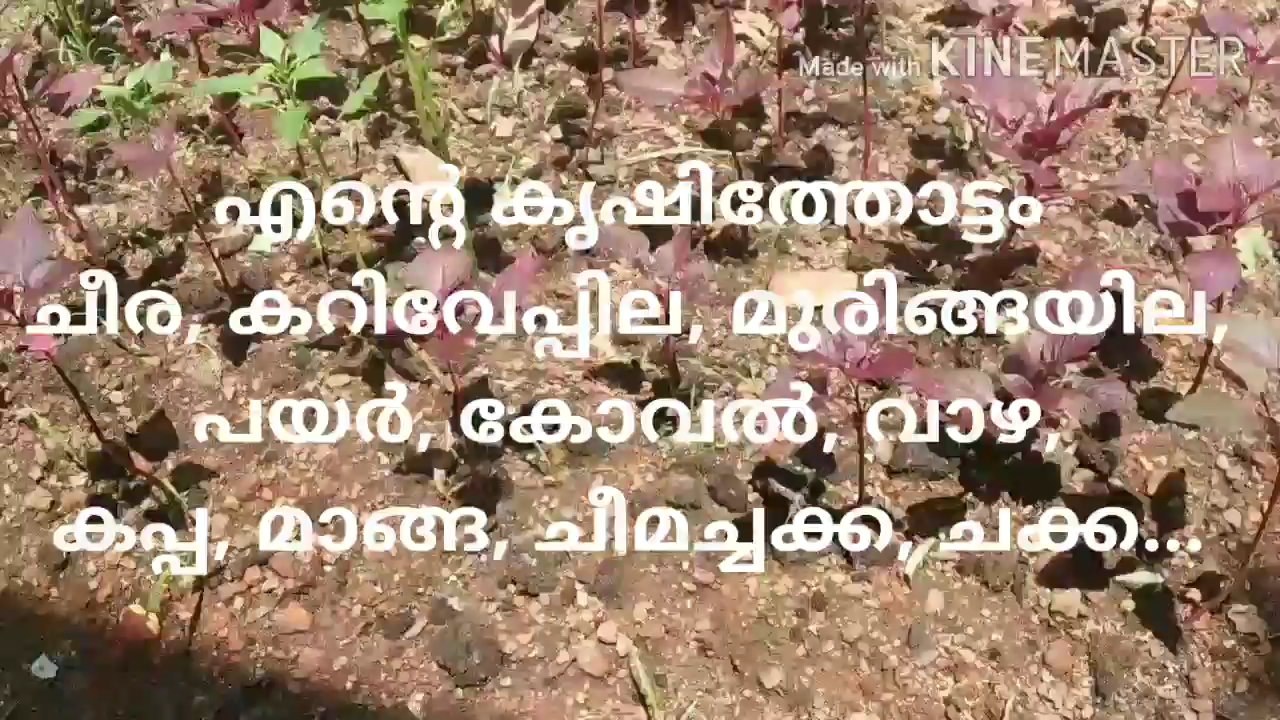 Made with KINEMASTER
എന്റെ കൃഷിത്തോട്ടം
ചീര, കറിവേപ്പില, മുരിങ്ങയില,
പയർ, കോവൽ, വാഴ,
കപ്പ, മാങ്ങ, ചീമച്ചക്ക, ചക്ക...